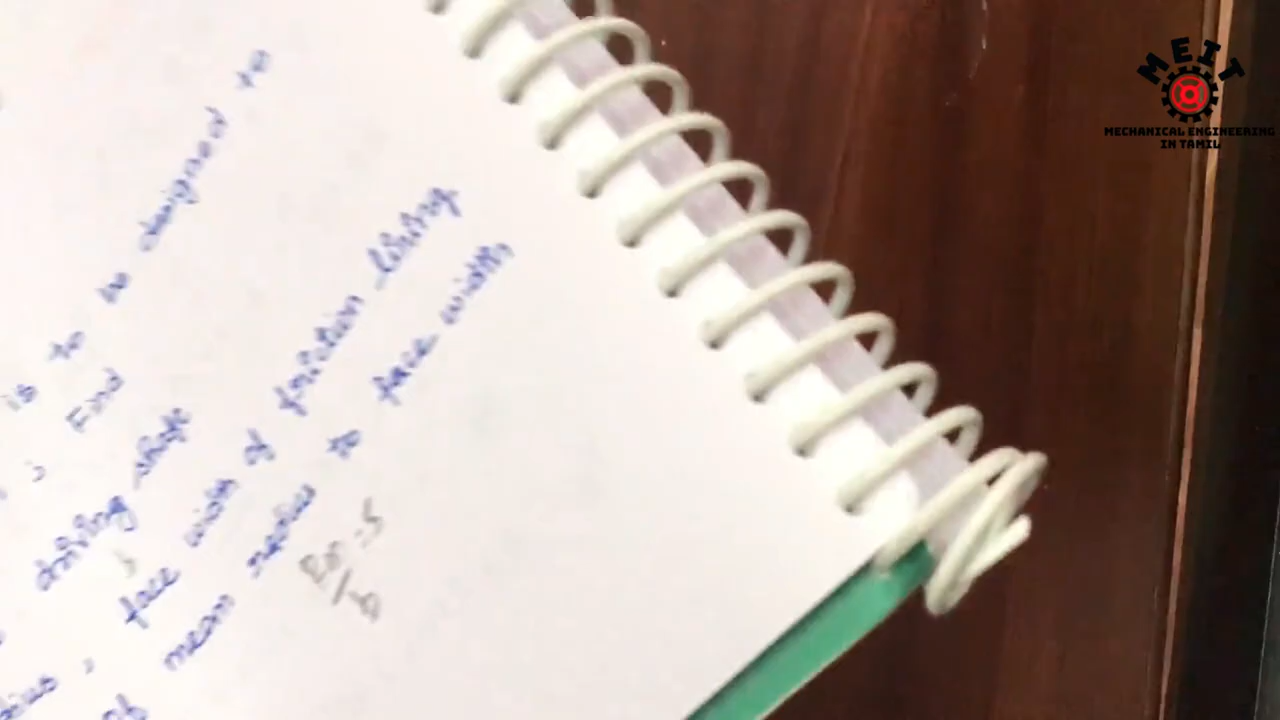 is to be designed to
Find
driving shaft
face width of friction lining
of mean radius to face width
MEIT
MECHANICAL ENGINEERING
IN TAMIL